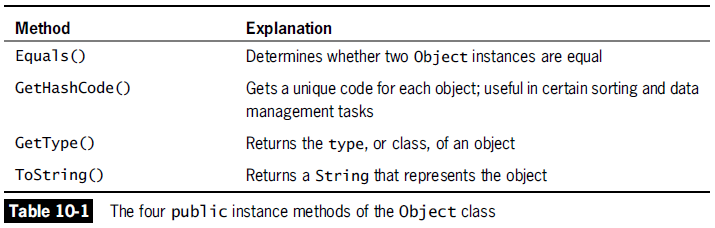 Method Explanation
Equals() Determines whether two Object instances are equal
GetHashCode() Gets a unique code for each object; useful in certain sorting and data
management tasks
GetType() Returns the type, or class, of an object
ToString() Returns a String that represents the object
Table 10-1 The four public instance methods of the Object class